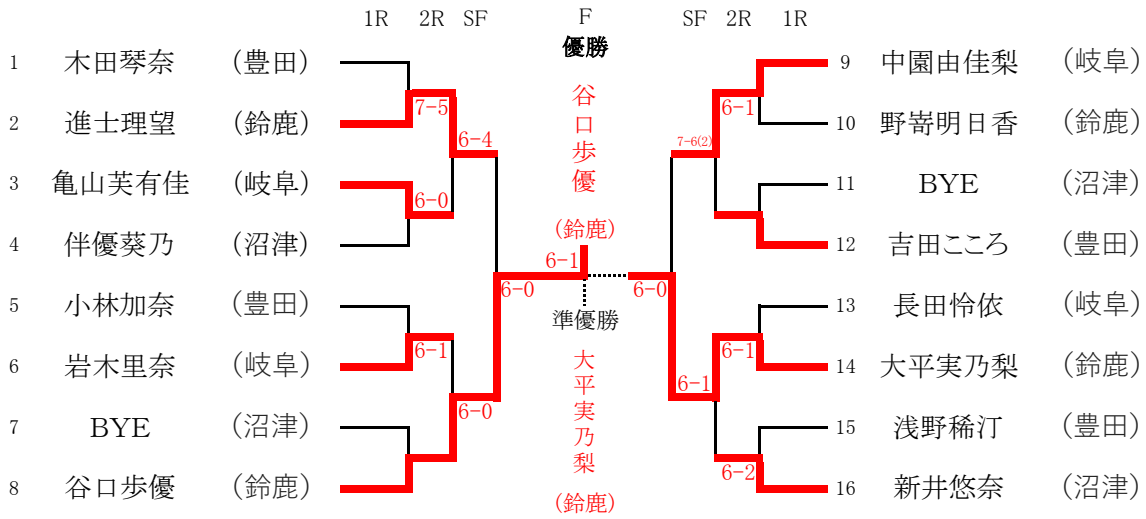 1R 2R SF F SF 2R 1R
優勝
1 木田琴奈 (豊田) 9 中園由佳梨 (岐阜)
谷口歩優
7-5 6-1
2 進士理望 (鈴鹿) 10 野嵜明日香 (鈴鹿)
6-4 7-6(2)
3 亀山芙有佳 (岐阜) 11 BYE (沼津)
6-0
(鈴鹿)
4 伴優葵乃 (沼津) 12 吉田こころ (豊田)
6-1
6-0 6-0
5 小林加奈 (豊田) 13 長田怜依 (岐阜)
準優勝
6-1 6-1
6 岩木里奈 (岐阜) 14 大平実乃梨 (鈴鹿)
大平実乃梨
6-0 6-1
7 BYE (沼津) 15 浅野稀汀 (豊田)
6-2
8 谷口歩優 (鈴鹿) 16 新井悠奈 (沼津)
(鈴鹿)